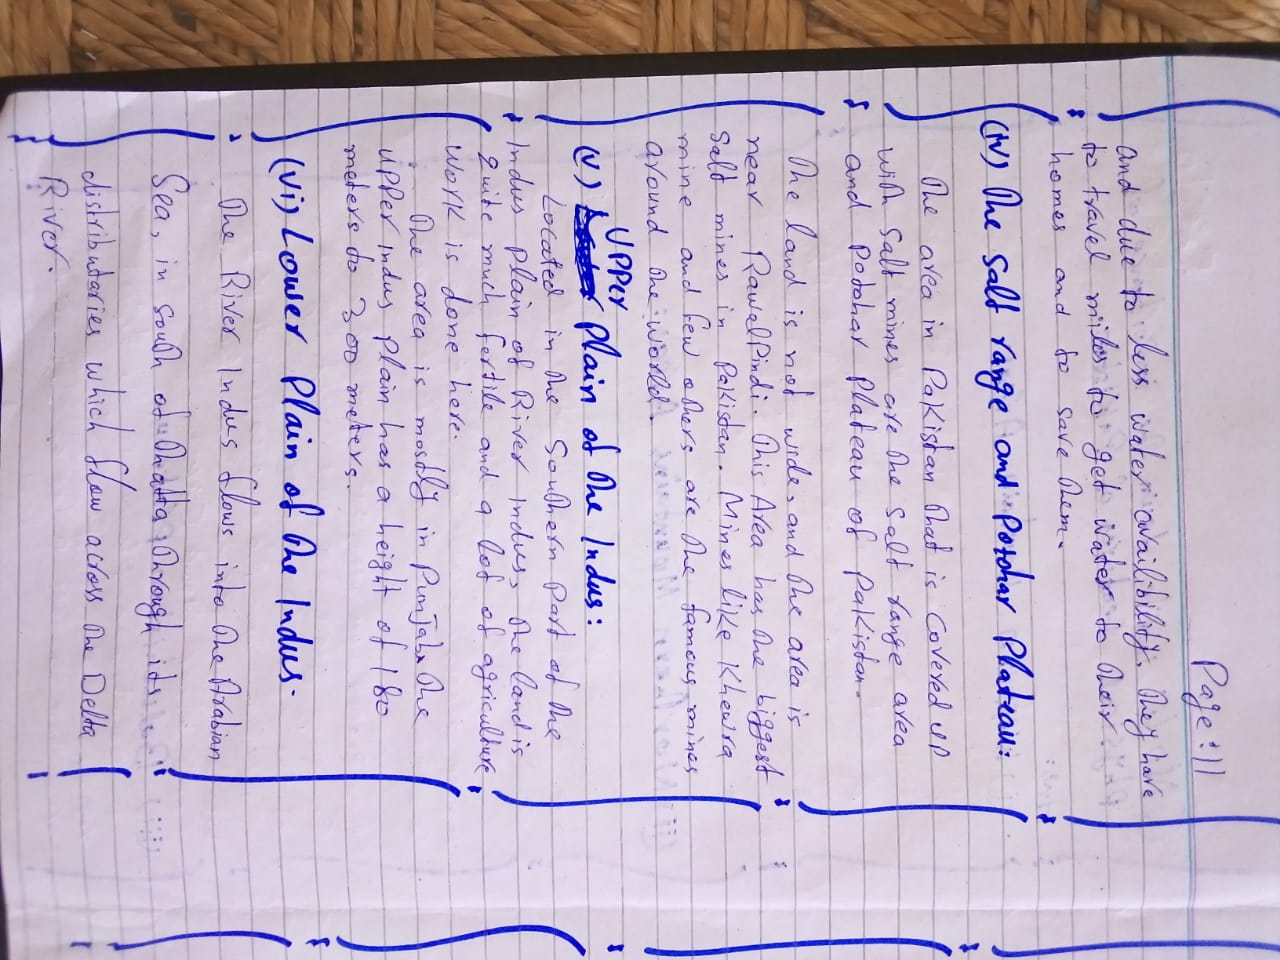 Page:11
and due to less water availibility. They have
to travel miles to get water to their
homes and to save them.
(IV) The Salt range and Potohar Plateau:
The area in Pakistan that is covered up
with Salt mines are the Salt range area
and Potohar Plateau of Pakistan.
The land is not wide, and the area is
near RawalPindi. This Area has the biggest
Salt mines in Pakistan. Mines like Khewra
mine and few others are the famous mines
around the world.
(V) UPPer Plain of the Indus:
Located in the Southern Part of the
Indus Plain of River Indus, the land is
quite much fertile and a lot of agriculture
work is done here.
The area is mostly in Punjab. The
upper indus Plain has a height of 180
meters to 300 meters.
(Vi) Lower Plain of the Indus.
The River Indus flows into the Arabian
Sea, in south of Thatta through its
distributaries which flow across the Delta
River.